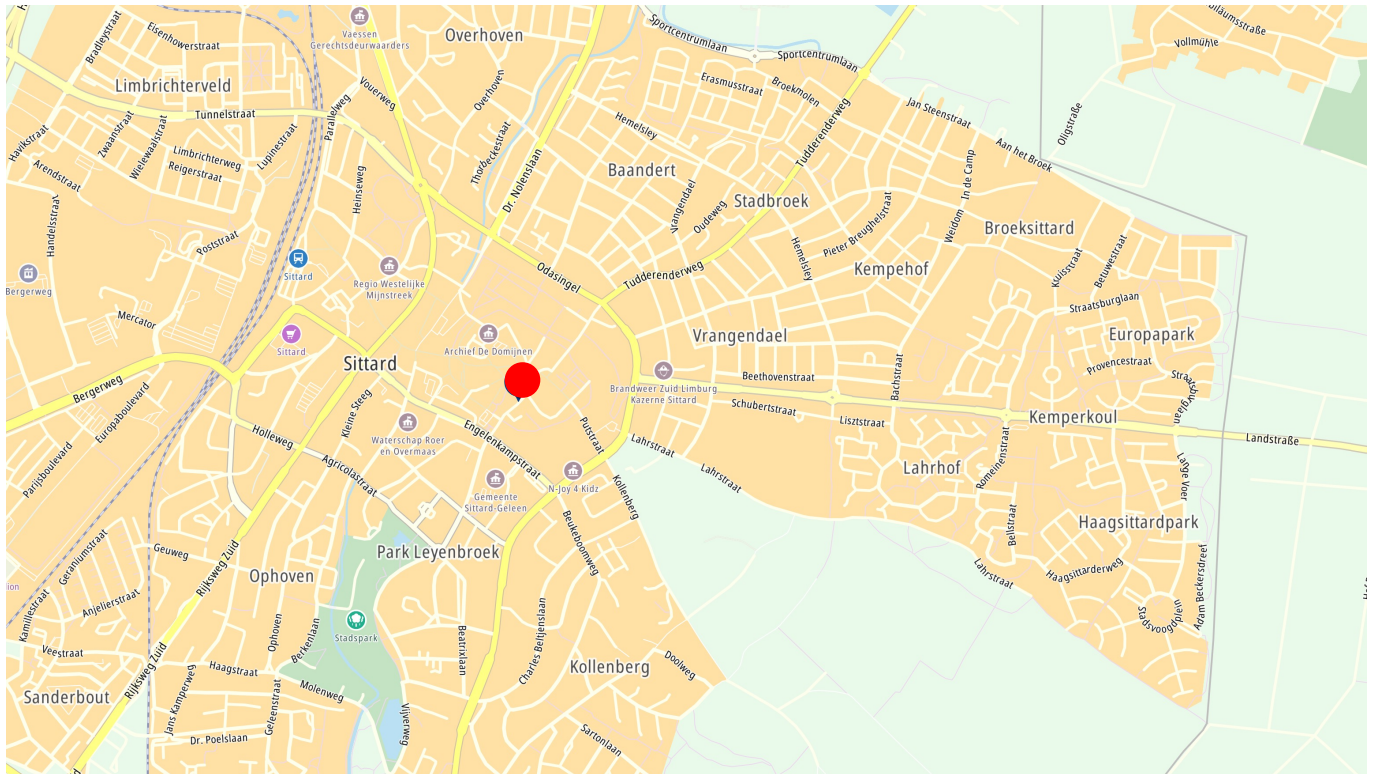 Vaessen
Gerechtsdeurwaarders
Overhoven
Sportcentrumlaan
Sportcentrumlaan
Vollmühle
Bradleystraat
Eisenhowerstraat
Limbrichterveld
Vouerweg
Overhoven
Erasmusstraat
Broekmolen
Jan Steenstraat
Oligstraße
Tunnelstraat
Parallelweg
Hemelsley
Tudderenderweg
Aan het Broek
Havikstraat
Zwaanstraat
Wielewaalstraat
Limbrichterweg
Reigerstraat
Lupinestraat
Thorbeckestraat
Dr. Nolenslaan
Baandert
In de Camp
Arendstraat
Heinseweg
Vrangendael
Oudeweg
Stadbroek
Pieter Breughelstraat
Weidom
Broeksittard
Handelsstraat
Poststraat
Sittard
Regio Westelijke
Mijnstreek
Odasingel
Tudderenderweg
Hemelsley
Kempehof
Kruisstraat
Betuwestraat
Bergerweg
Straatsburglaan
Mercator
Sittard
Archief De Domijnen
Vrangendael
Europapark
Sittard
Provencestraat
Straatsburglaan
Bergerweg
Europaboulevard
Brandweer Zuid Limburg
Kazerne Sittard
Beethovenstraat
Bachstraat
Schubertstraat
Lisztstraat
Kemperkoul
Landstraße
Kleine Steeg
Waterschap Roer
en Overmaas
Engelenkampstraat
Putstraat
Holleweg
Agricolastraat
Lahrstraat
Lahrstraat
Lahrhof
Romeinenstraat
Lange Voer
Parijsboulevard
Gemeente
Sittard-Geleen
N-Joy 4 Kidz
Kollenberg
Beukeboomweg
Bellstraat
Haagsittardpark
Geraniumstraat
Geuweg
Rijksweg Zuid
Park Leyenbroek
Ophoven
Lahrstraat
Haagsittarderweg
Adam Beckersdreef
Kamillestraat
Anjelierstraat
Stadspark
Ophoven
Berkenlaan
Beatrixlaan
Charles Beltjenslaan
Stadsvoogdplein
Veestraat
Rijksweg Zuid
Haagstraat
Molenweg
Kollenberg
Doolweg
Sanderbout
Jans Kamperweg
Geleenstraat
Vijverweg
Dr. Poelslaan
Sartonlaan